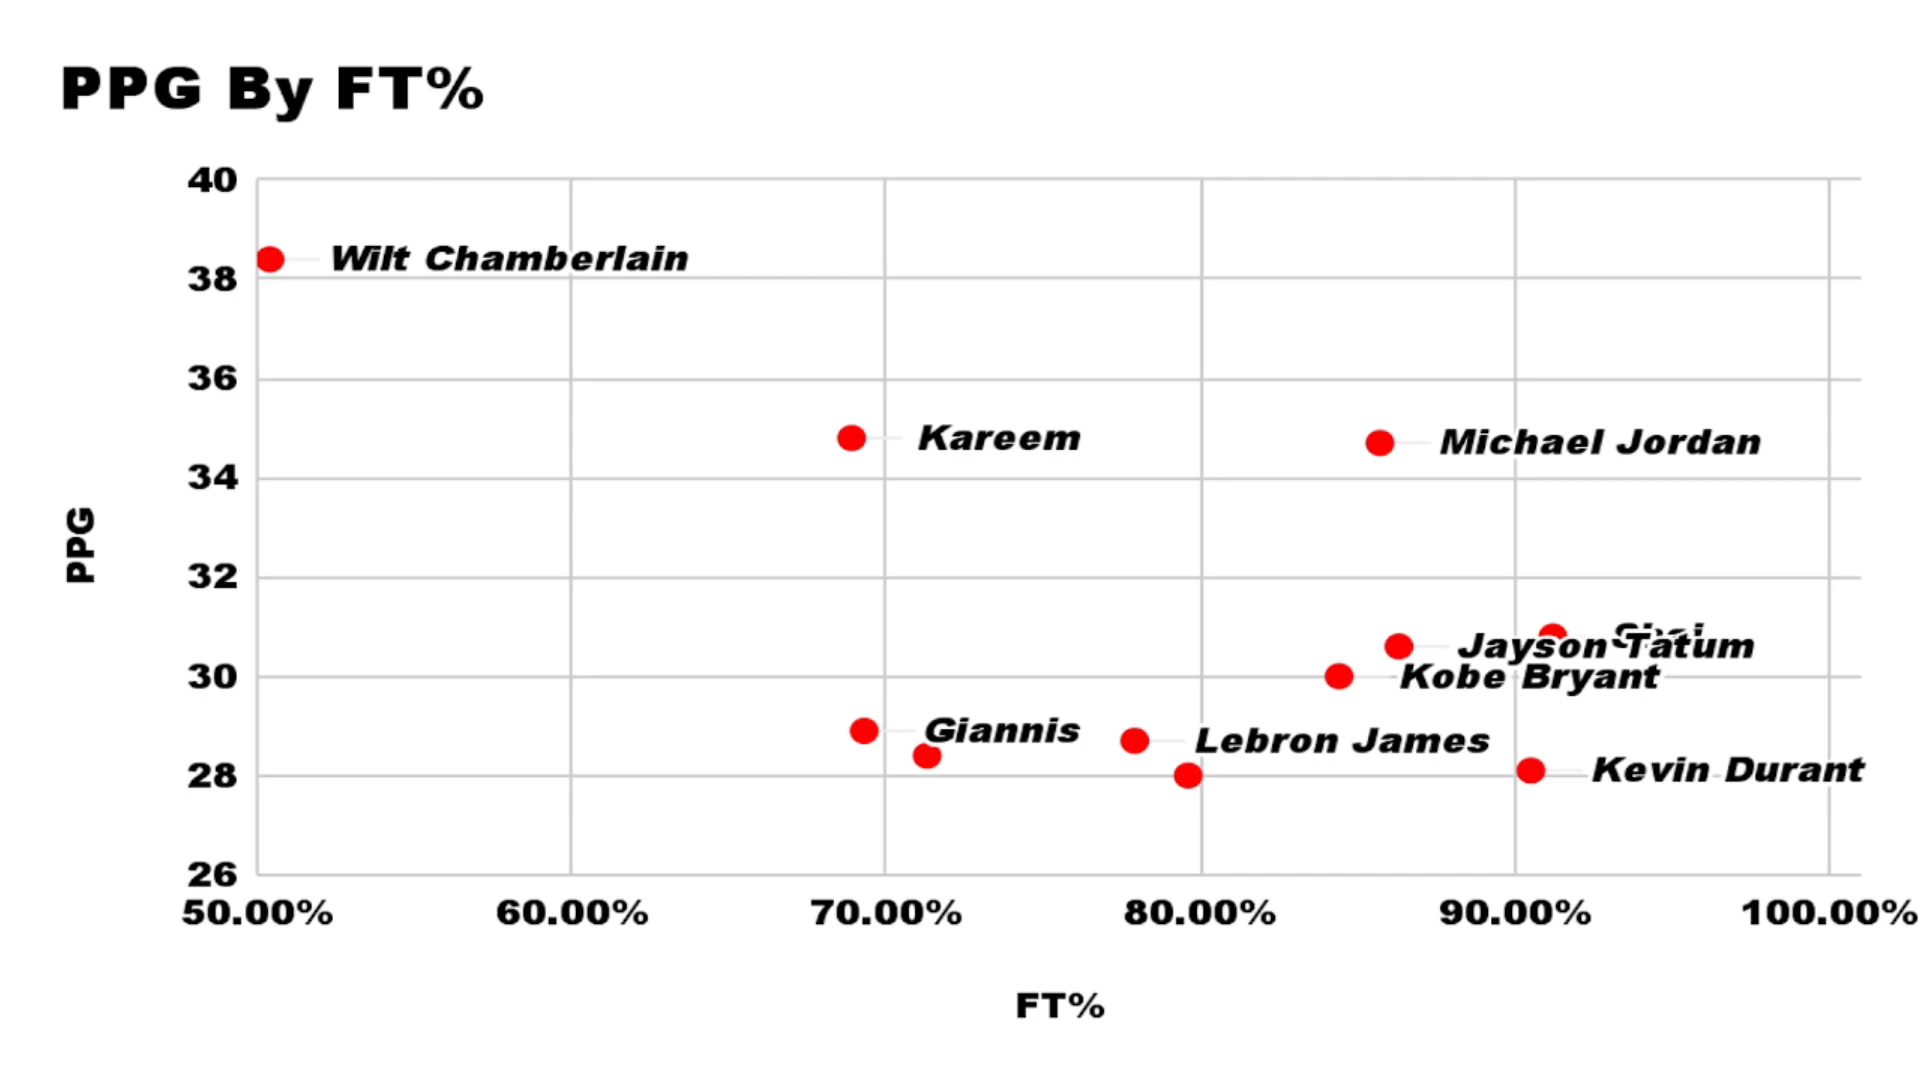 PPG By FT%
40
Wilt Chamberlain
38
36
Kareem
Michael Jordan
34
PPG
32
Jayson Tatum
30
Kobe Bryant
Giannis
Lebron James
28
Kevin Durant
26
50.00% 60.00% 70.00% 80.00% 90.00% 100.00%
FT%